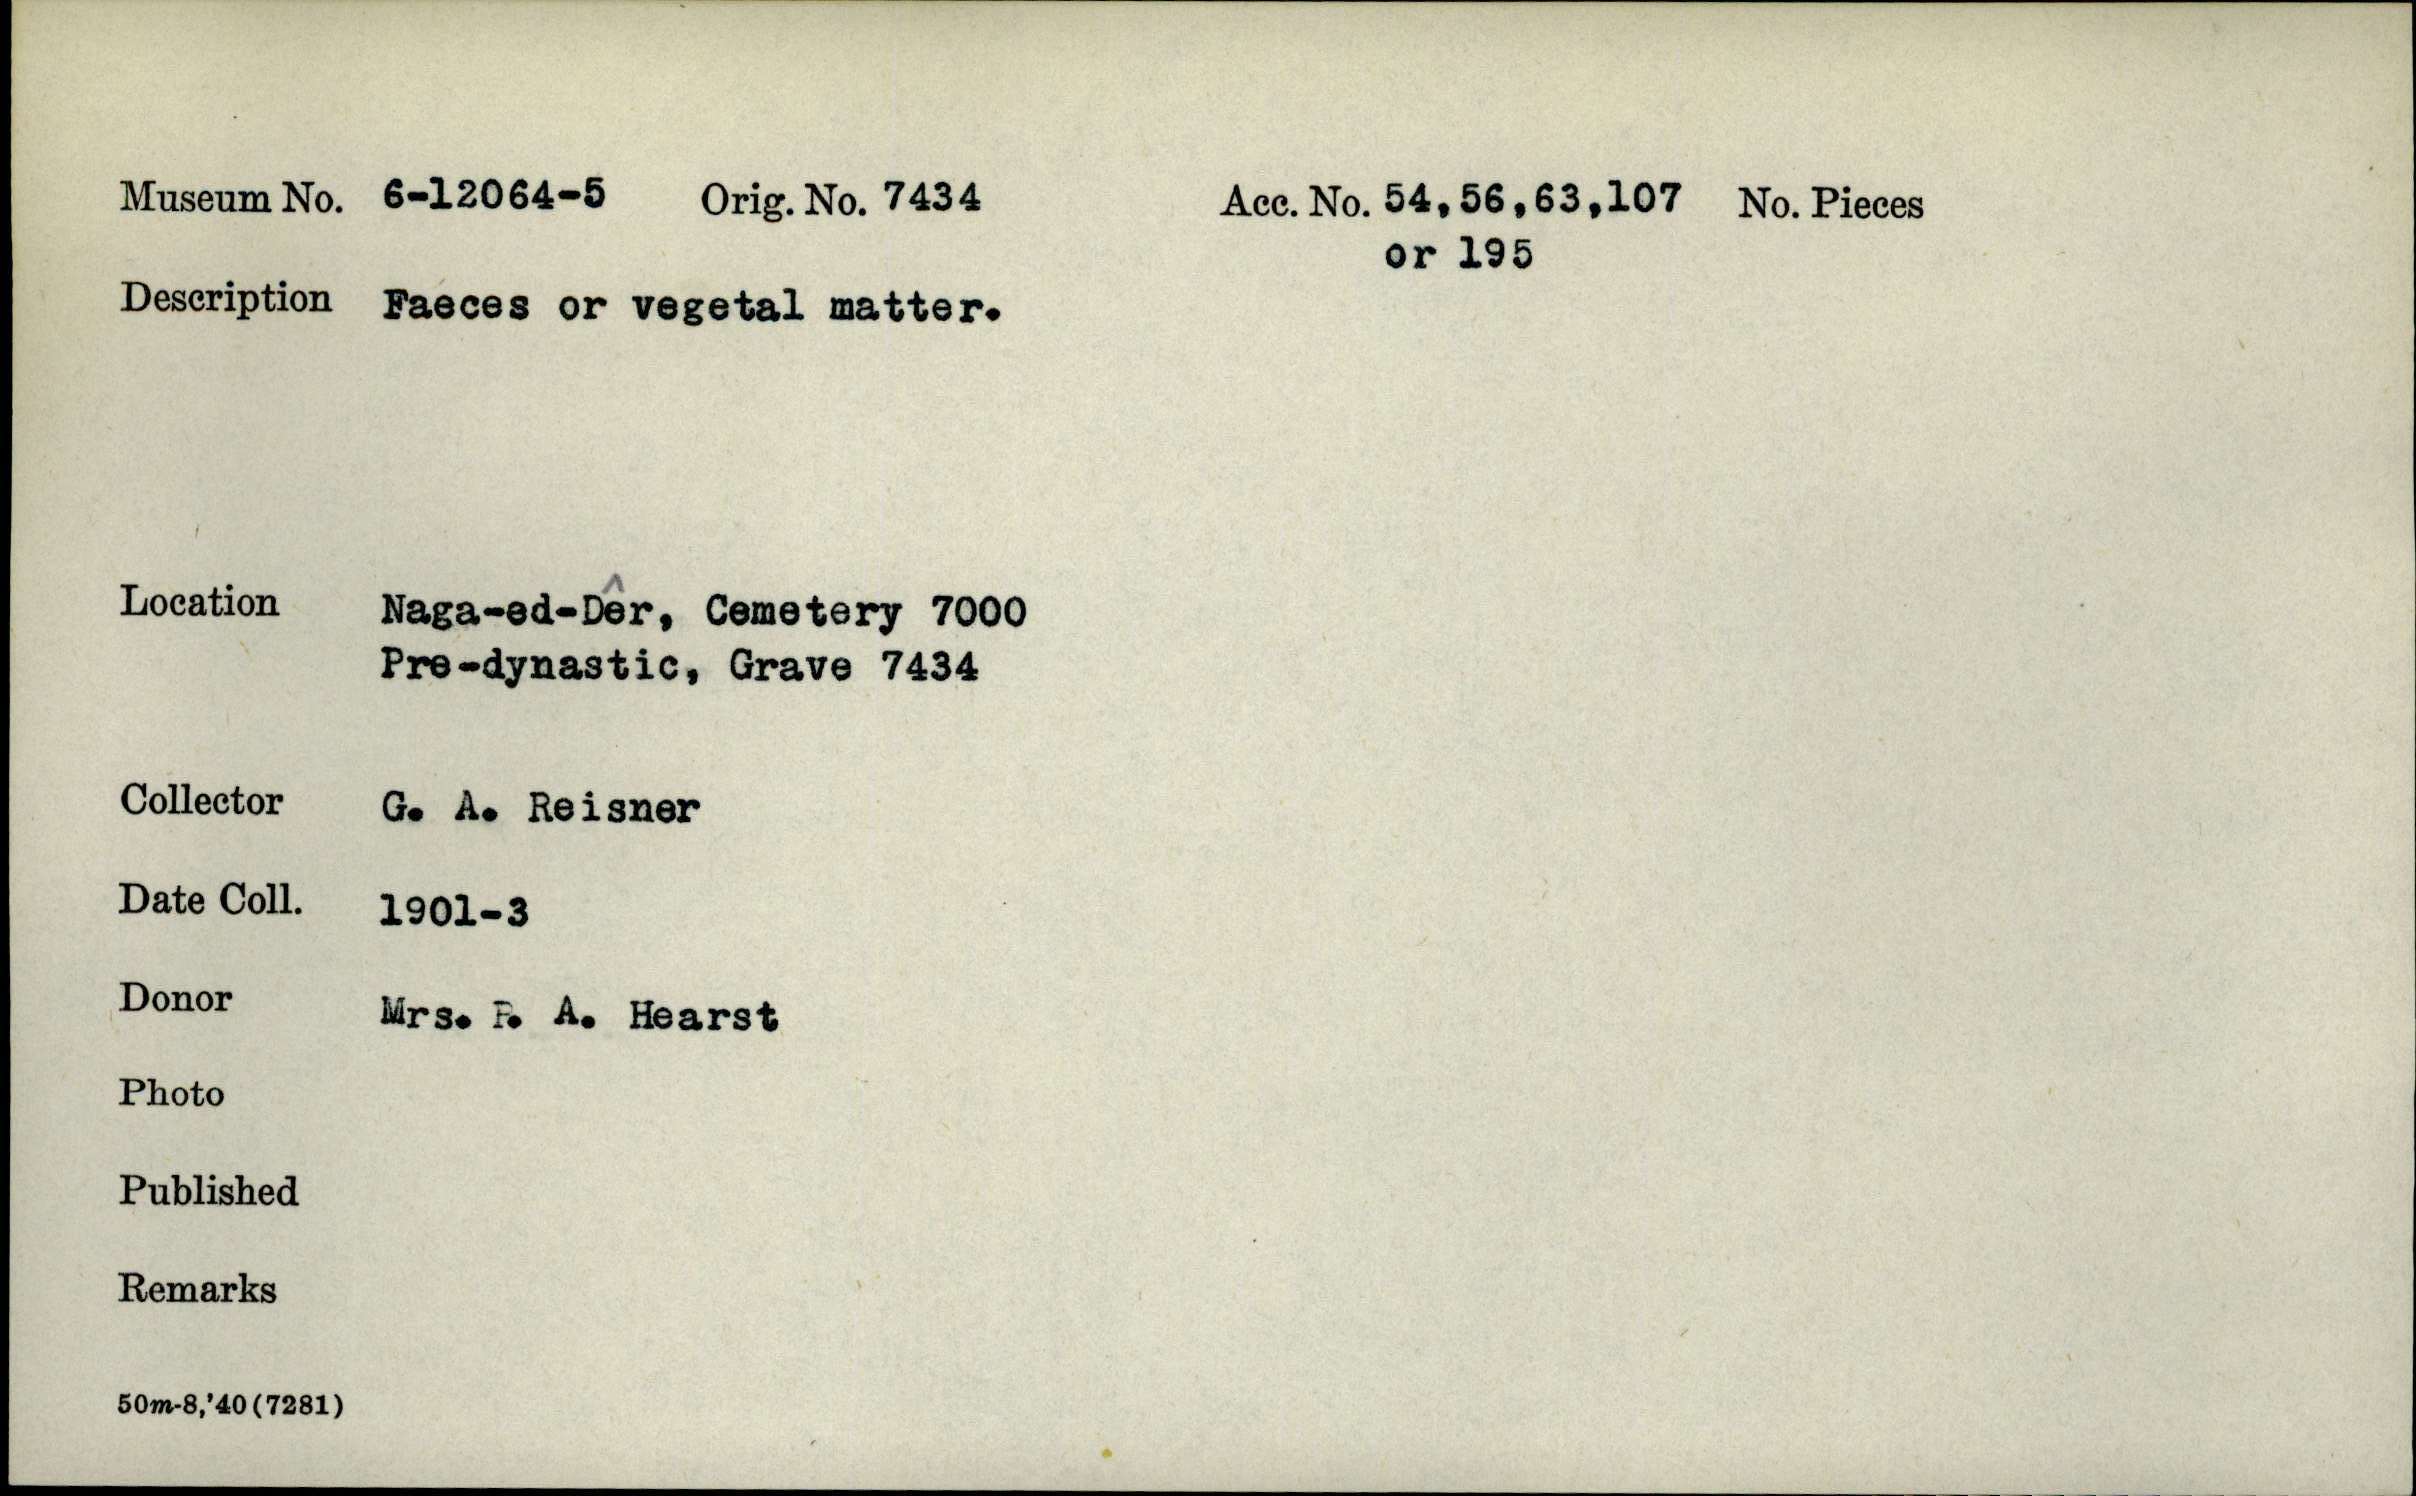 Museum No. 6-12064-5 Orig. No. 7434 Acc. No. 54,56,63,107 No. Pieces
or 195
Description Faeces or vegetal matter.
Location Naga-ed-Dêr, Cemetery 7000
Pre-dynastic, Grave 7434
Collector G. A. Reisner
Date Coll. 1901-3
Donor Mrs. P. A. Hearst
Photo
Published
Remarks
50m-8,'40(7281)